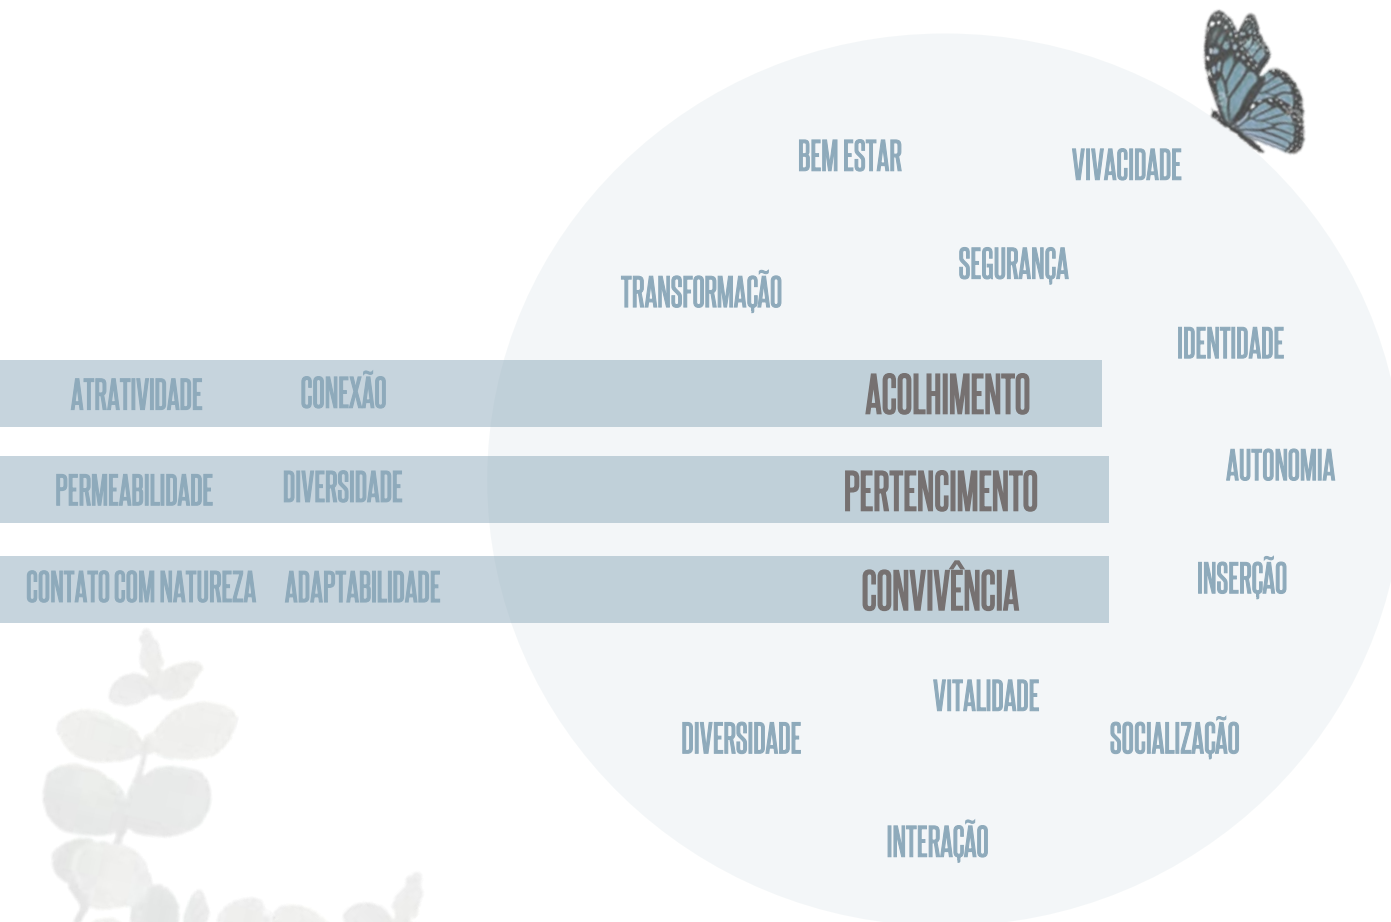 BEM ESTAR
VIVACIDADE
SEGURANÇA
TRANSFORMAÇÃO
IDENTIDADE
ATRATIVIDADE CONEXÃO ACOLHIMENTO
AUTONOMIA
PERMEABILIDADE DIVERSIDADE PERTENCIMENTO
INSERÇÃO
CONTATO COM NATUREZA ADAPTABILIDADE CONVIVÊNCIA
VITALIDADE
DIVERSIDADE
SOCIALIZAÇÃO
INTERAÇÃO